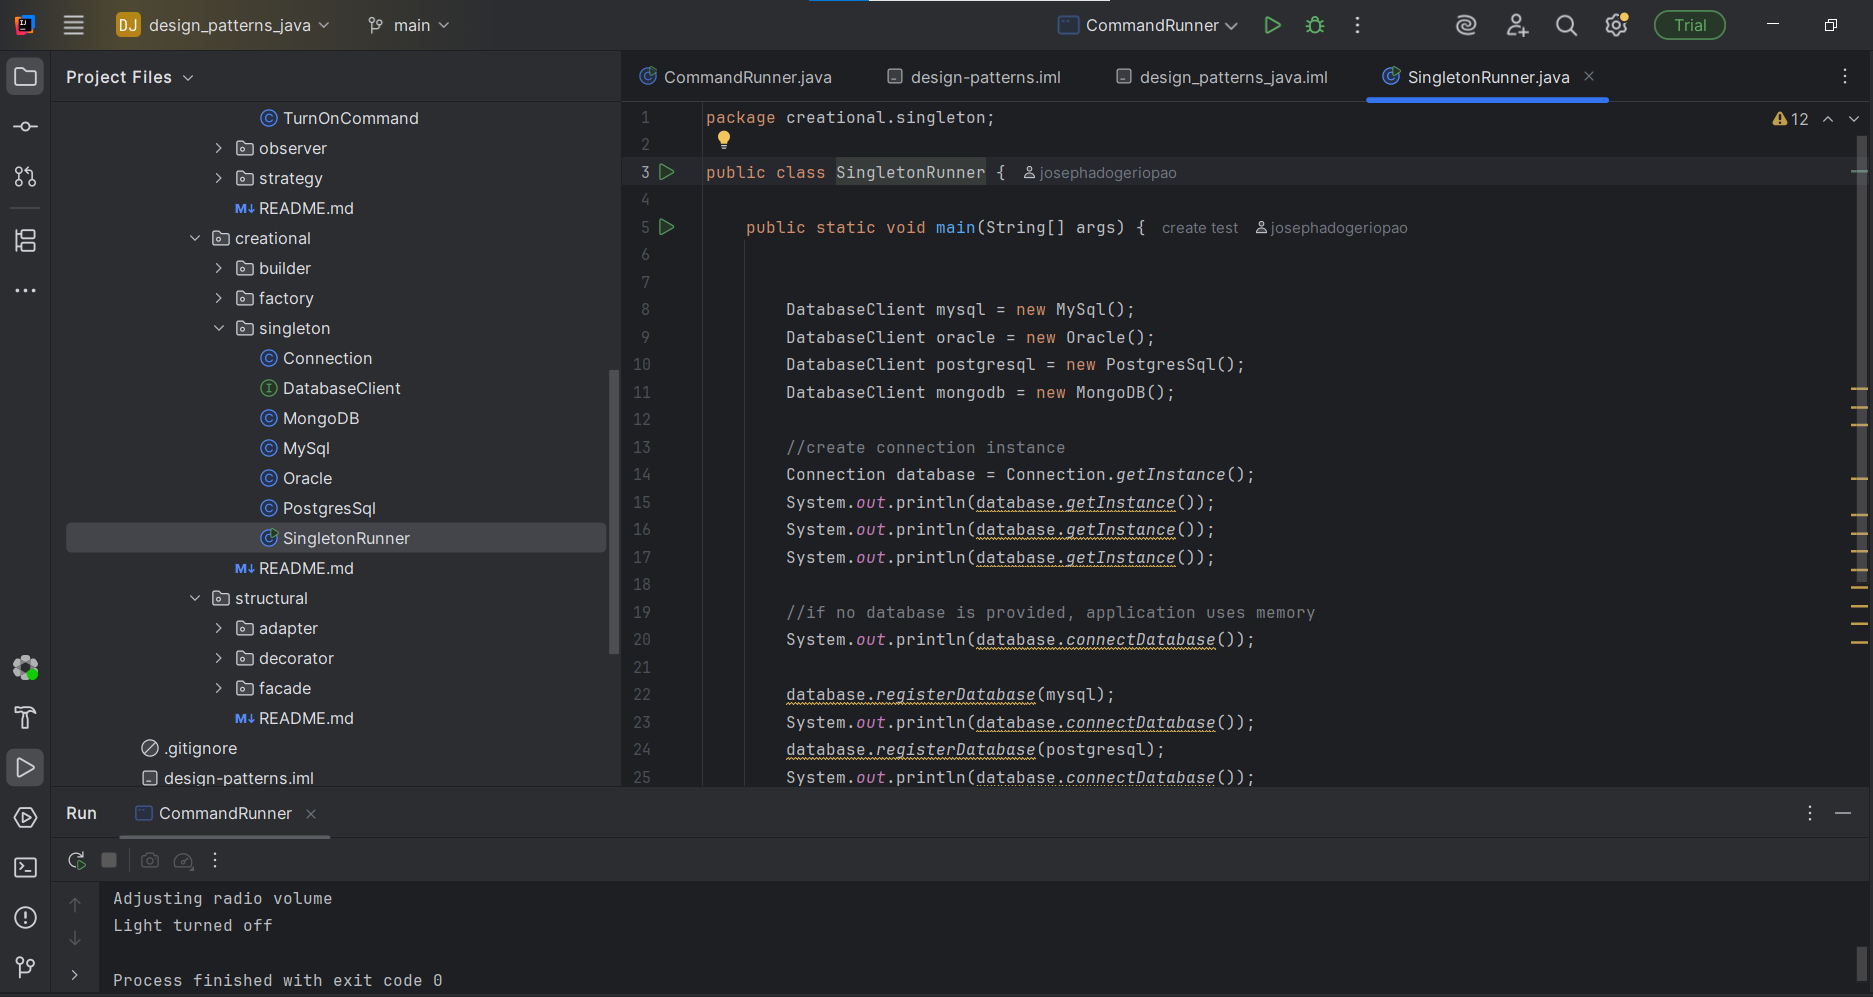 DJ design_patterns_java main CommandRunner Trial
Project Files
CommandRunner.java design-patterns.iml design_patterns_java.iml SingletonRunner.java
TurnOnCommand
observer
strategy
M↓ README.md
creational
builder
factory
singleton
Connection
DatabaseClient
MongoDB
MySql
Oracle
PostgresSql
SingletonRunner
M↓ README.md
structural
adapter
decorator
facade
M↓ README.md
.gitignore
design-patterns.iml
12
1 package creational.singleton;
2
3 public class SingletonRunner { josephadogeriopao
4
5 public static void main(String[] args) { create test josephadogeriopao
6
7
8 DatabaseClient mysql = new MySql();
9 DatabaseClient oracle = new Oracle();
10 DatabaseClient postgresql = new PostgresSql();
11 DatabaseClient mongodb = new MongoDB();
12
13 //create connection instance
14 Connection database = Connection.getInstance();
15 System.out.println(database.getInstance());
16 System.out.println(database.getInstance());
17 System.out.println(database.getInstance());
18
19 //if no database is provided, application uses memory
20 System.out.println(database.connectDatabase());
21
22 database.registerDatabase(mysql);
23 System.out.println(database.connectDatabase());
24 database.registerDatabase(postgresql);
25 System.out.println(database.connectDatabase());
Run CommandRunner
Adjusting radio volume
Light turned off
Process finished with exit code 0